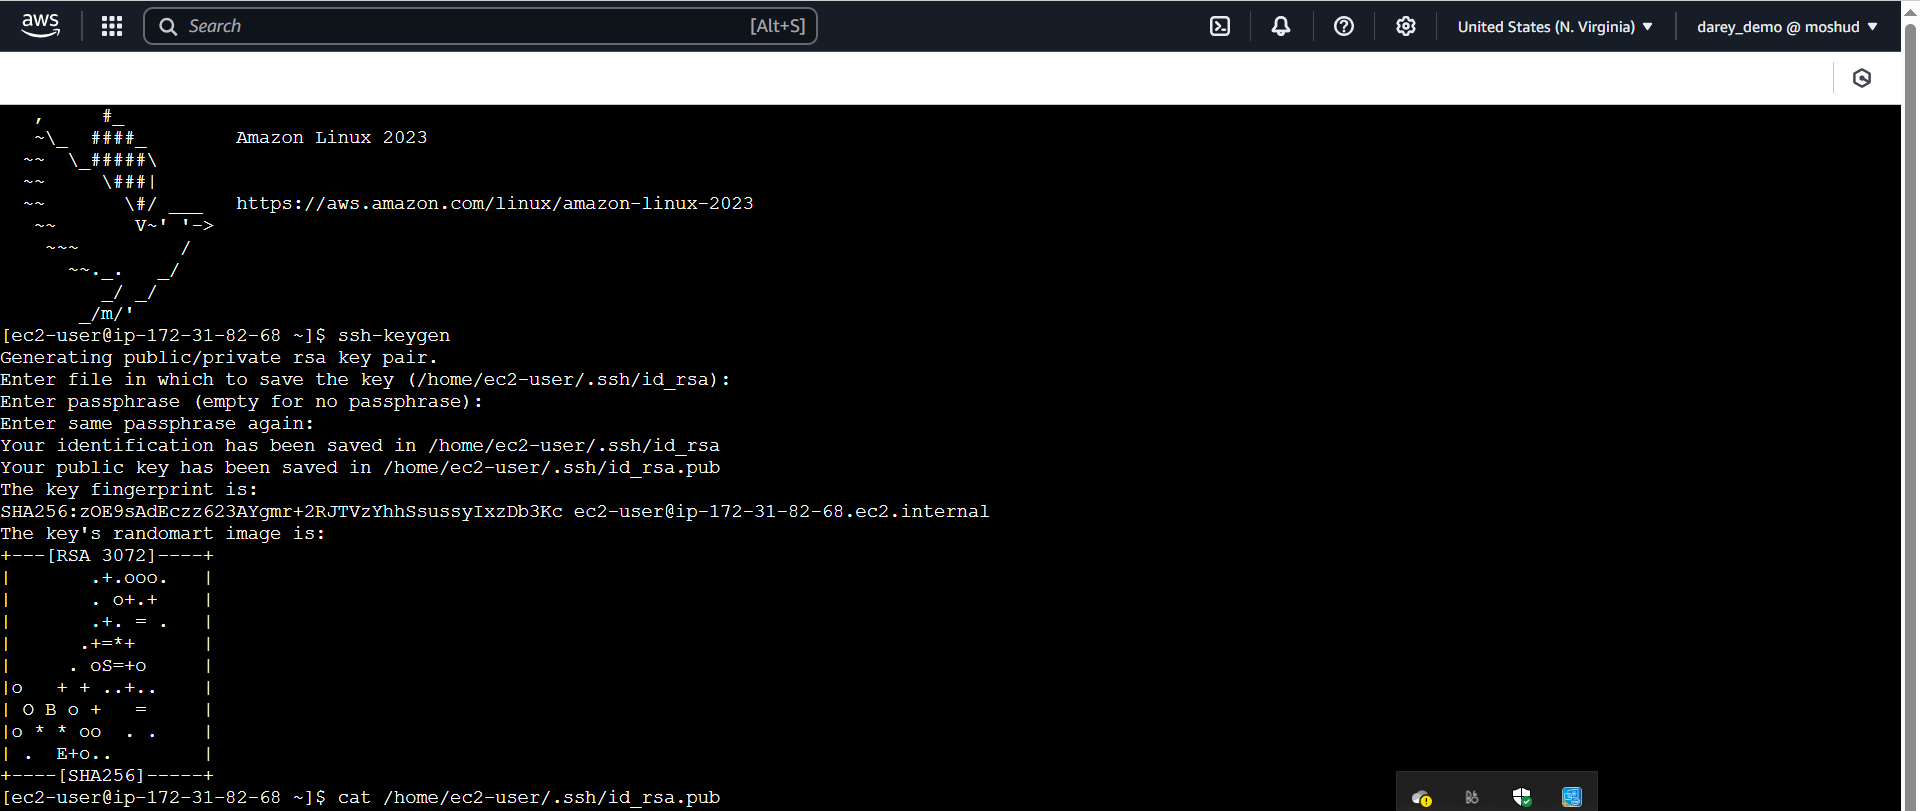 aws
Search [Alt+S]
United States (N. Virginia)
darey_demo @ moshud
   ,     #_
   ~\_  ####_        Amazon Linux 2023
  ~~  \_#####\
  ~~     \###|
  ~~       \#/ ___   https://aws.amazon.com/linux/amazon-linux-2023
   ~~       V~' '->
    ~~~         /
      ~~._.   _/
         _/ _/
       _/m/'
[ec2-user@ip-172-31-82-68 ~]$ ssh-keygen
Generating public/private rsa key pair.
Enter file in which to save the key (/home/ec2-user/.ssh/id_rsa):
Enter passphrase (empty for no passphrase):
Enter same passphrase again:
Your identification has been saved in /home/ec2-user/.ssh/id_rsa
Your public key has been saved in /home/ec2-user/.ssh/id_rsa.pub
The key fingerprint is:
SHA256:zOE9sAdEczz623AYgmr+2RJTVzYhhSsussyIxzDb3Kc ec2-user@ip-172-31-82-68.ec2.internal
The key's randomart image is:
+---[RSA 3072]----+
|       .+.ooo.   |
|       . o+.+    |
|       .+. = .   |
|      .+=*+      |
|     . oS=+o     |
|o   + + ..+..    |
| O B o +   =     |
|o * * oo  . .    |
| .  E+o..        |
+----[SHA256]-----+
[ec2-user@ip-172-31-82-68 ~]$ cat /home/ec2-user/.ssh/id_rsa.pub